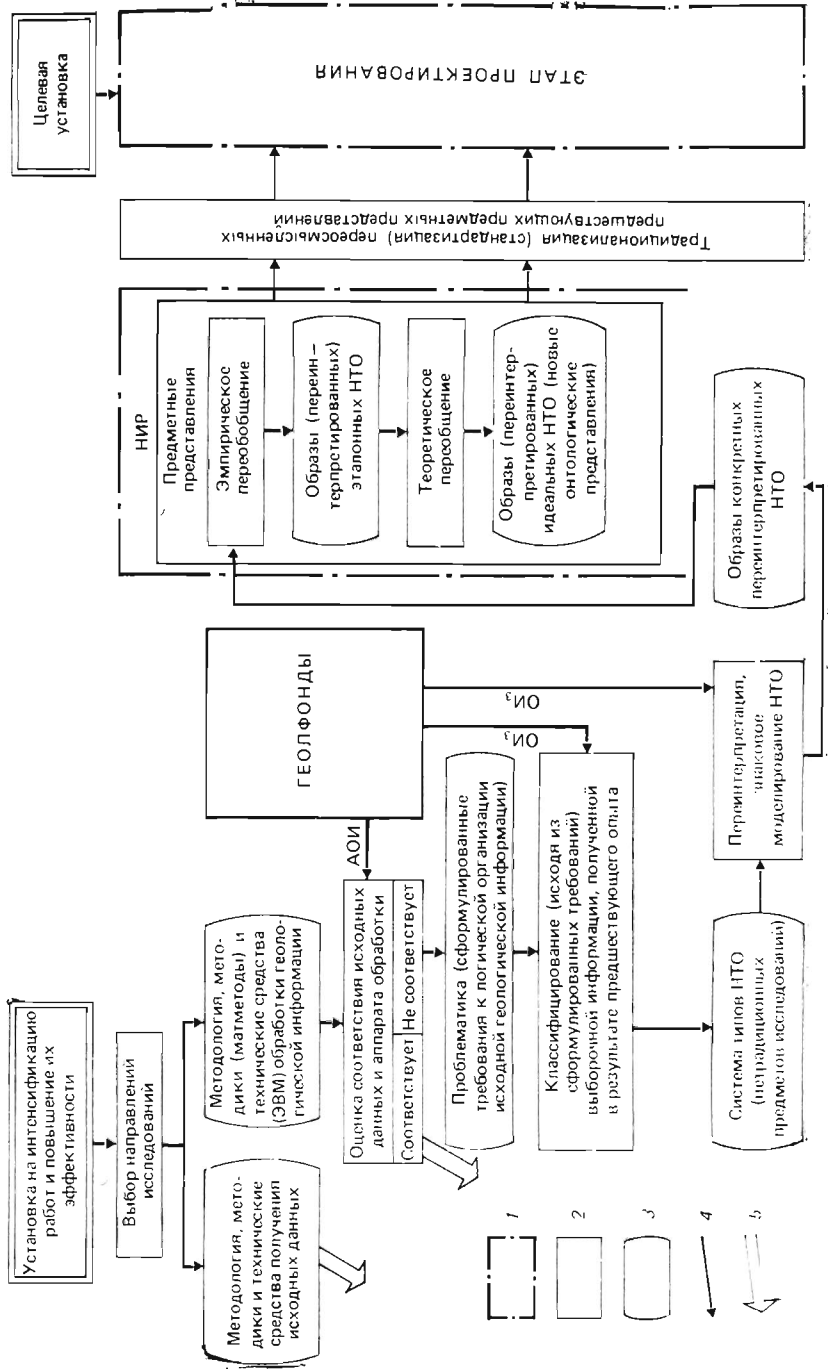 Установка на интенсификацию
работ и повышение их
эффективности
Выбор направлений
исследований
Методология, мето-
дики и технические
средства получения
исходных данных
Методология, мето-
дики (матметоды) и
технические средства
(ЭВМ) обработки геоло-
гической информации
Оценка соответствия исходных
данных и аппарата обработки
Соответствует
Не соответствует
Проблематика (сформулированные
требования к логической организации
исходной геологической информации)
Классифицирование (исходя из
сформулированных требований)
выборочной информации, полученной
в результате предшествующего опыта
Система типов НТО
(нетрадиционных
предметов исследований)
АОИ
ГЕОЛФОНДЫ
ОИ₃
ОИ₃
Переинтерпретация,
знаковое
моделирование НТО
Образы конкретных
переинтерпретированных
НТО
НИР
Предметные
представления
Эмпирическое
переобобщение
Образы (переин–
терпретированных)
эталонных НТО
Теоретическое
переобщение
Образы (переинтер-
претированных)
идеальных НТО (новые
онтологические
представления)
Традиционализация (стандартизация) переосмысленных
предшествующих предметных представлений
Целевая
установка
ЭТАП ПРОЕКТИРОВАНИЯ
1
2
3
4
5